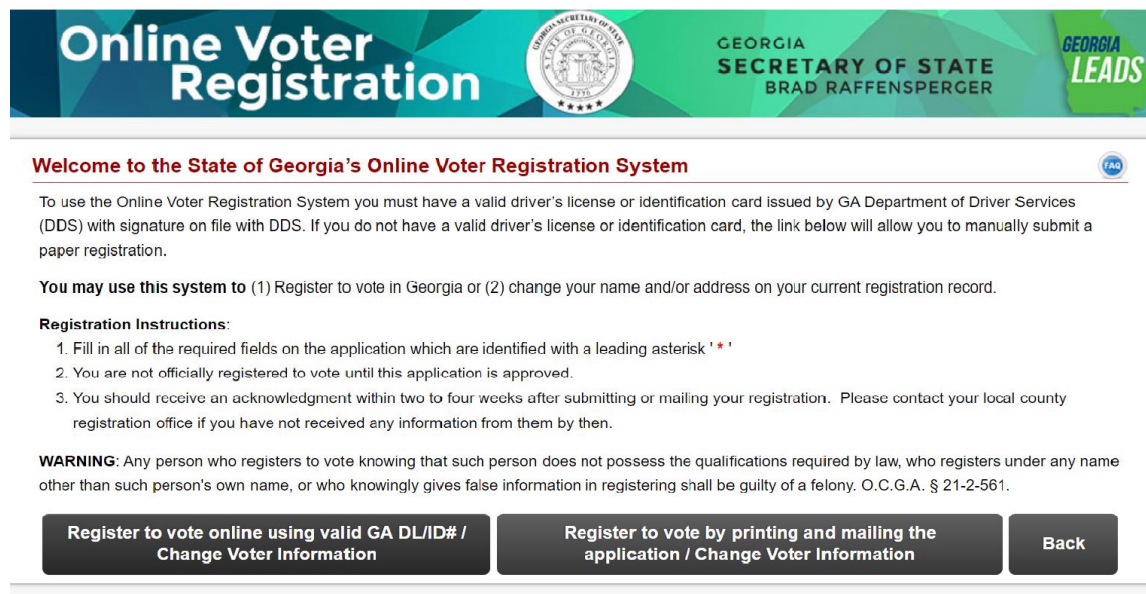 Online Voter
Registration
SECRETARY OF STATE
STATE OF GEORGIA
1776
GEORGIA
SECRETARY OF STATE
BRAD RAFFENSPERGER
GEORGIA
LEADS
Welcome to the State of Georgia's Online Voter Registration System
FAQ
To use the Online Voter Registration System you must have a valid driver's license or identification card issued by GA Department of Driver Services
(DDS) with signature on file with DDS. If you do not have a valid driver's license or identification card, the link below will allow you to manually submit a
paper registration.
You may use this system to (1) Register to vote in Georgia or (2) change your name and/or address on your current registration record.
Registration Instructions:
1. Fill in all of the required fields on the application which are identified with a leading asterisk ' * '
2. You are not officially registered to vote until this application is approved.
3. You should receive an acknowledgment within two to four weeks after submitting or mailing your registration. Please contact your local county
registration office if you have not received any information from them by then.
WARNING: Any person who registers to vote knowing that such person does not possess the qualifications required by law, who registers under any name
other than such person's own name, or who knowingly gives false information in registering shall be guilty of a felony. O.C.G.A. § 21-2-561.
Register to vote online using valid GA DL/ID# /
Change Voter Information
Register to vote by printing and mailing the
application / Change Voter Information
Back